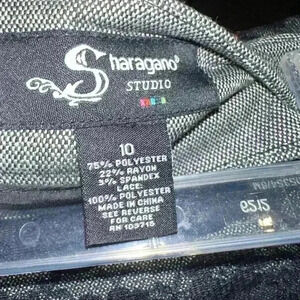 Sharagano®
STUDIO
10
75% POLYESTER
22% RAYON
3% SPANDEX
LACE:
100% POLYESTER
MADE IN CHINA
SEE REVERSE
FOR CARE
RN 109715